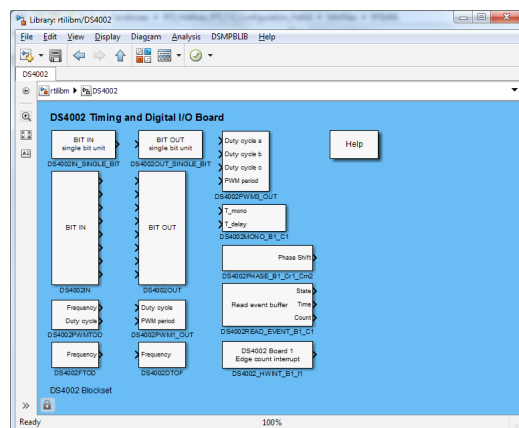 Library: rtilibm/DS4002
File Edit View Display Diagram Analysis DSMPBLIB Help
DS4002
rtilibm DS4002
DS4002 Timing and Digital I/O Board
BIT IN
single bit unit
DS4002IN_SINGLE_BIT
BIT OUT
single bit unit
DS4002OUT_SINGLE_BIT
Duty cycle a
Duty cycle b
Duty cycle c
PWM period
DS4002PWM3_OUT
Help
BIT IN
DS4002IN
BIT OUT
DS4002OUT
T_mono
T_delay
DS4002MONO_B1_C1
Phase Shift
DS4002PHASE_B1_Cr1_Cm2
Read event buffer
State
Time
Count
DS4002READ_EVENT_B1_C1
Frequency
Duty cycle
DS4002PWMTOD
Duty cycle
PWM period
DS4002PWM1_OUT
Frequency
DS4002FTOD
Frequency
DS4002DTOF
DS4002 Board 1
Edge count interrupt
DS4002_HWINT_B1_I1
DS4002 Blockset
Ready 100%